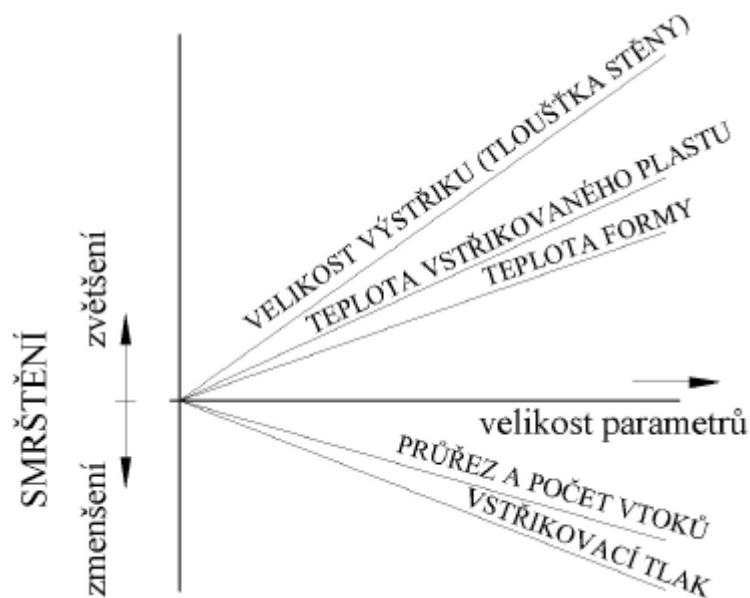 VELIKOST VÝSTŘIKU (TLOUŠŤKA STĚNY)
TEPLOTA VSTŘIKOVANÉHO PLASTU
TEPLOTA FORMY
SMRŠTĚNÍ
zvětšení
zmenšení
velikost parametrů
PRŮŘEZ A POČET VTOKŮ
VSTŘIKOVACÍ TLAK